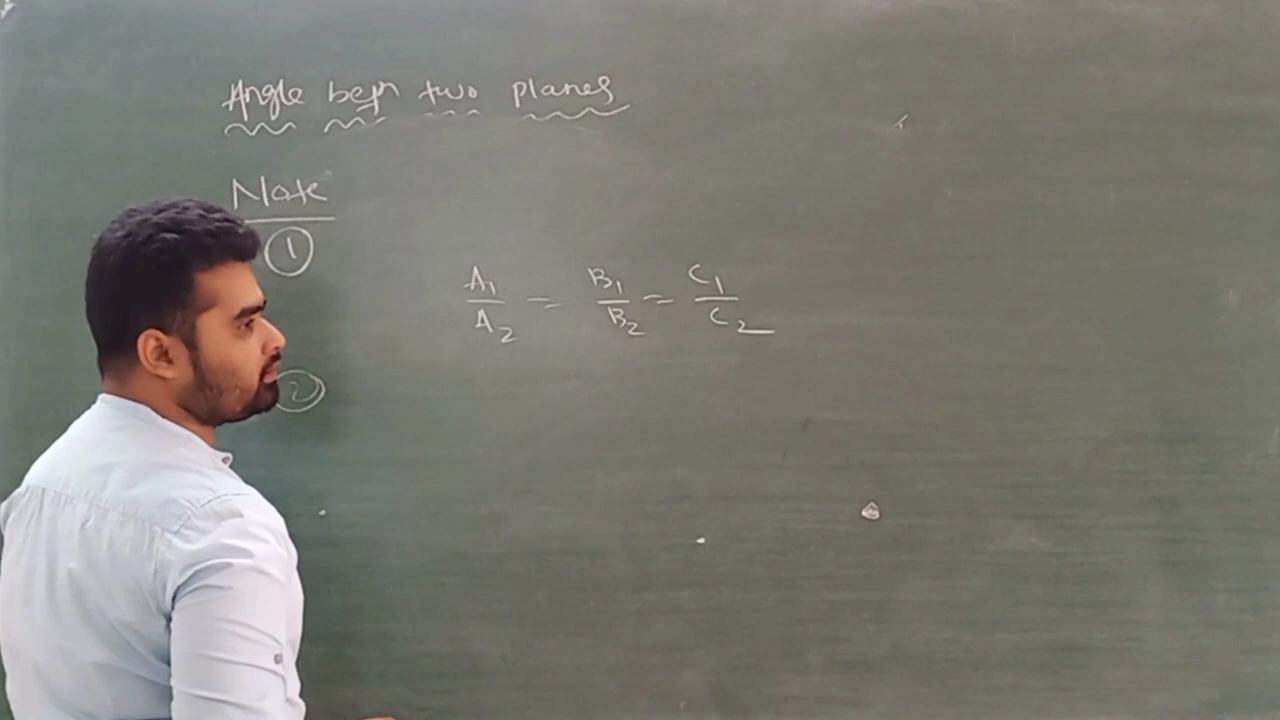 Angle betn two planes
Note
①
A₁/A₂ = B₁/B₂ = C₁/C₂
②